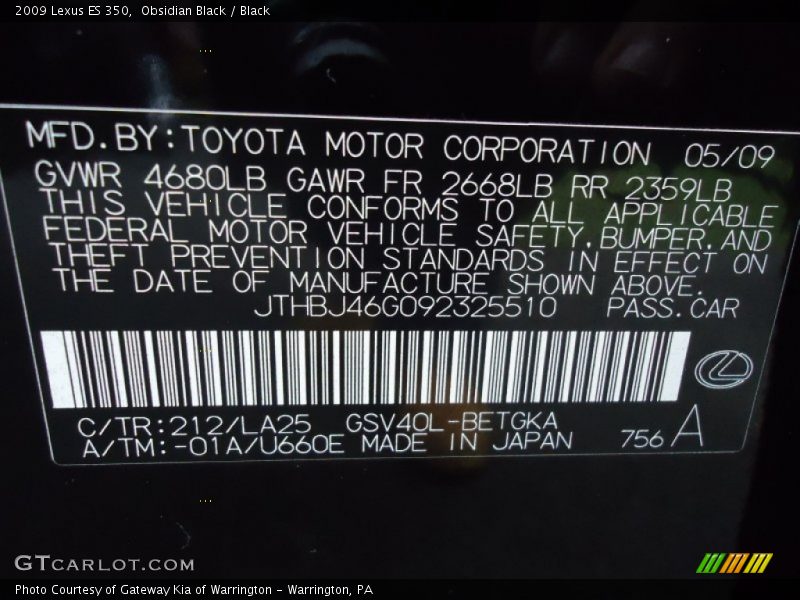 2009 Lexus ES 350, Obsidian Black / Black
MFD.BY:TOYOTA MOTOR CORPORATION 05/09
GVWR 4680LB GAWR FR 2668LB RR 2359LB
THIS VEHICLE CONFORMS TO ALL APPLICABLE
FEDERAL MOTOR VEHICLE SAFETY,BUMPER,AND
THEFT PREVENTION STANDARDS IN EFFECT ON
THE DATE OF MANUFACTURE SHOWN ABOVE.
JTHBJ46G092325510 PASS.CAR
C/TR:212/LA25 GSV40L-BETGKA
A/TM:-01A/U660E MADE IN JAPAN 756 A
GTCARLOT.COM
Photo Courtesy of Gateway Kia of Warrington - Warrington, PA